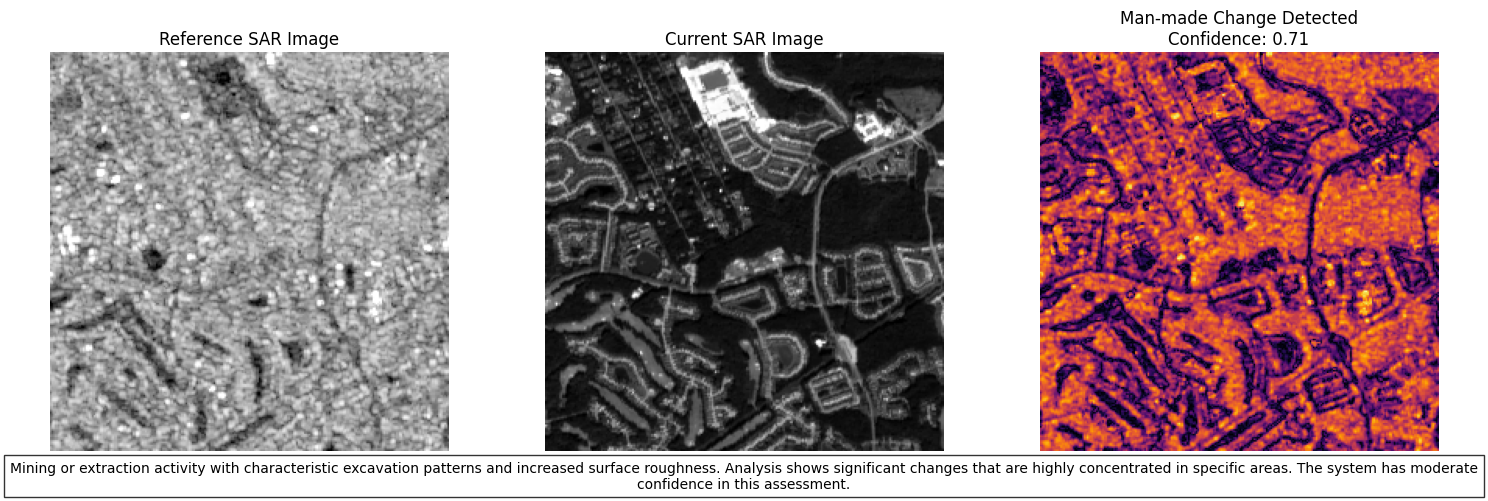 Reference SAR Image
Current SAR Image
Man-made Change Detected
Confidence: 0.71
Mining or extraction activity with characteristic excavation patterns and increased surface roughness. Analysis shows significant changes that are highly concentrated in specific areas. The system has moderate
confidence in this assessment.